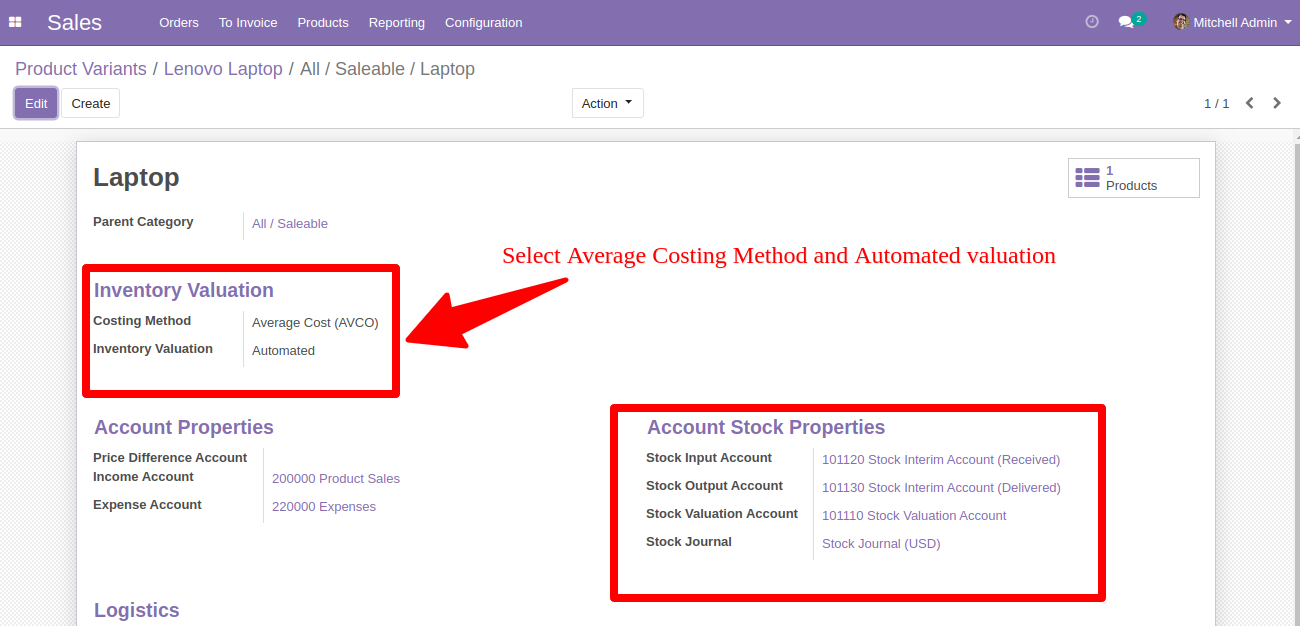 Sales Orders To Invoice Products Reporting Configuration 2 Mitchell Admin
Product Variants / Lenovo Laptop / All / Saleable / Laptop
Edit Create Action 1 / 1
Laptop
1
Products
Parent Category All / Saleable
Select Average Costing Method and Automated valuation
Inventory Valuation
Costing Method Average Cost (AVCO)
Inventory Valuation Automated
Account Properties
Price Difference Account
Income Account 200000 Product Sales
Expense Account 220000 Expenses
Account Stock Properties
Stock Input Account 101120 Stock Interim Account (Received)
Stock Output Account 101130 Stock Interim Account (Delivered)
Stock Valuation Account 101110 Stock Valuation Account
Stock Journal Stock Journal (USD)
Logistics